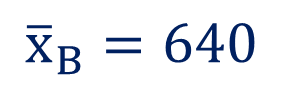 x̅_B = 640